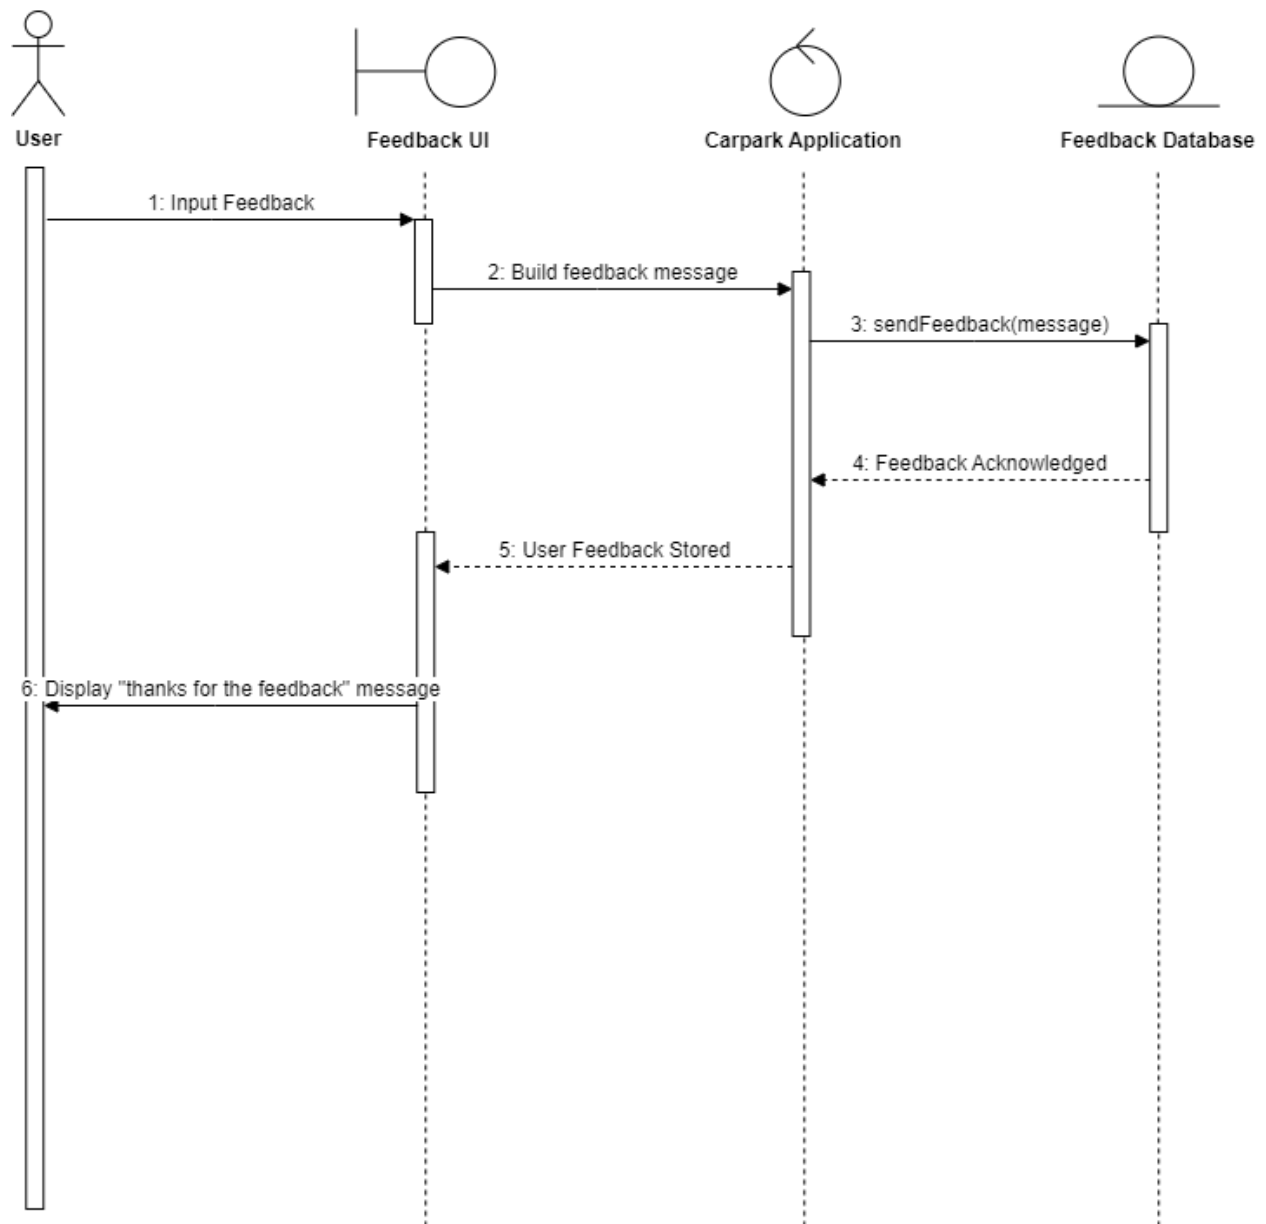 User
Feedback UI
Carpark Application
Feedback Database
1: Input Feedback
2: Build feedback message
3: sendFeedback(message)
4: Feedback Acknowledged
5: User Feedback Stored
6: Display "thanks for the feedback" message